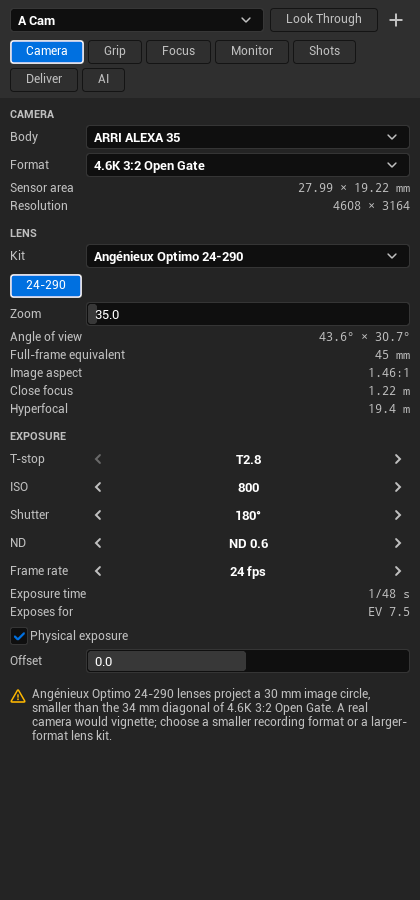 A Cam
Look Through
Camera
Grip
Focus
Monitor
Shots
Deliver
AI
CAMERA
Body
ARRI ALEXA 35
Format
4.6K 3:2 Open Gate
Sensor area
27.99 × 19.22 mm
Resolution
4608 × 3164
LENS
Kit
Angénieux Optimo 24-290
24-290
Zoom
35.0
Angle of view
43.6° × 30.7°
Full-frame equivalent
45 mm
Image aspect
1.46:1
Close focus
1.22 m
Hyperfocal
19.4 m
EXPOSURE
T-stop
T2.8
ISO
800
Shutter
180°
ND
ND 0.6
Frame rate
24 fps
Exposure time
1/48 s
Exposes for
EV 7.5
Physical exposure
Offset
0.0
Angénieux Optimo 24-290 lenses project a 30 mm image circle,
smaller than the 34 mm diagonal of 4.6K 3:2 Open Gate. A real
camera would vignette; choose a smaller recording format or a larger-
format lens kit.